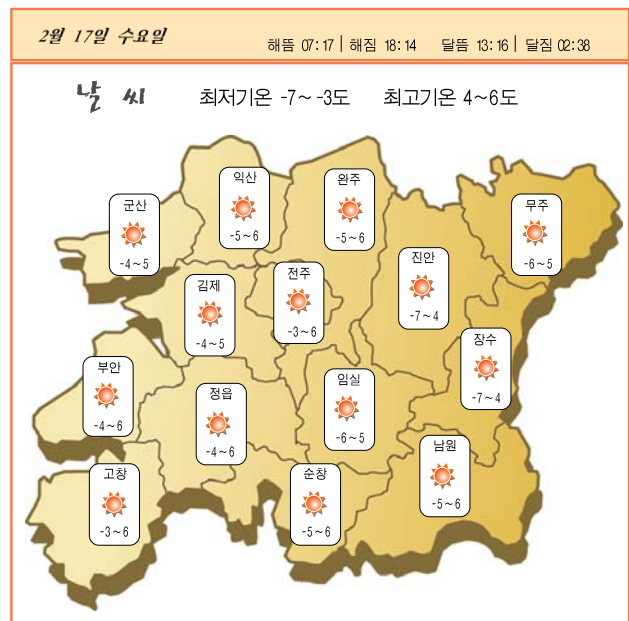 2월 17일 수요일
해뜸 07:17 | 해짐 18:14 달뜸 13:16 | 달짐 02:38
날 씨 최저기온 -7~ -3도 최고기온 4~6도
익산
-5~6
완주
-5~6
군산
-4~5
무주
-6~5
진안
-7~4
전주
-3~6
김제
-4~5
장수
-7~4
부안
-4~6
임실
-6~5
정읍
-4~6
남원
-5~6
고창
-3~6
순창
-5~6